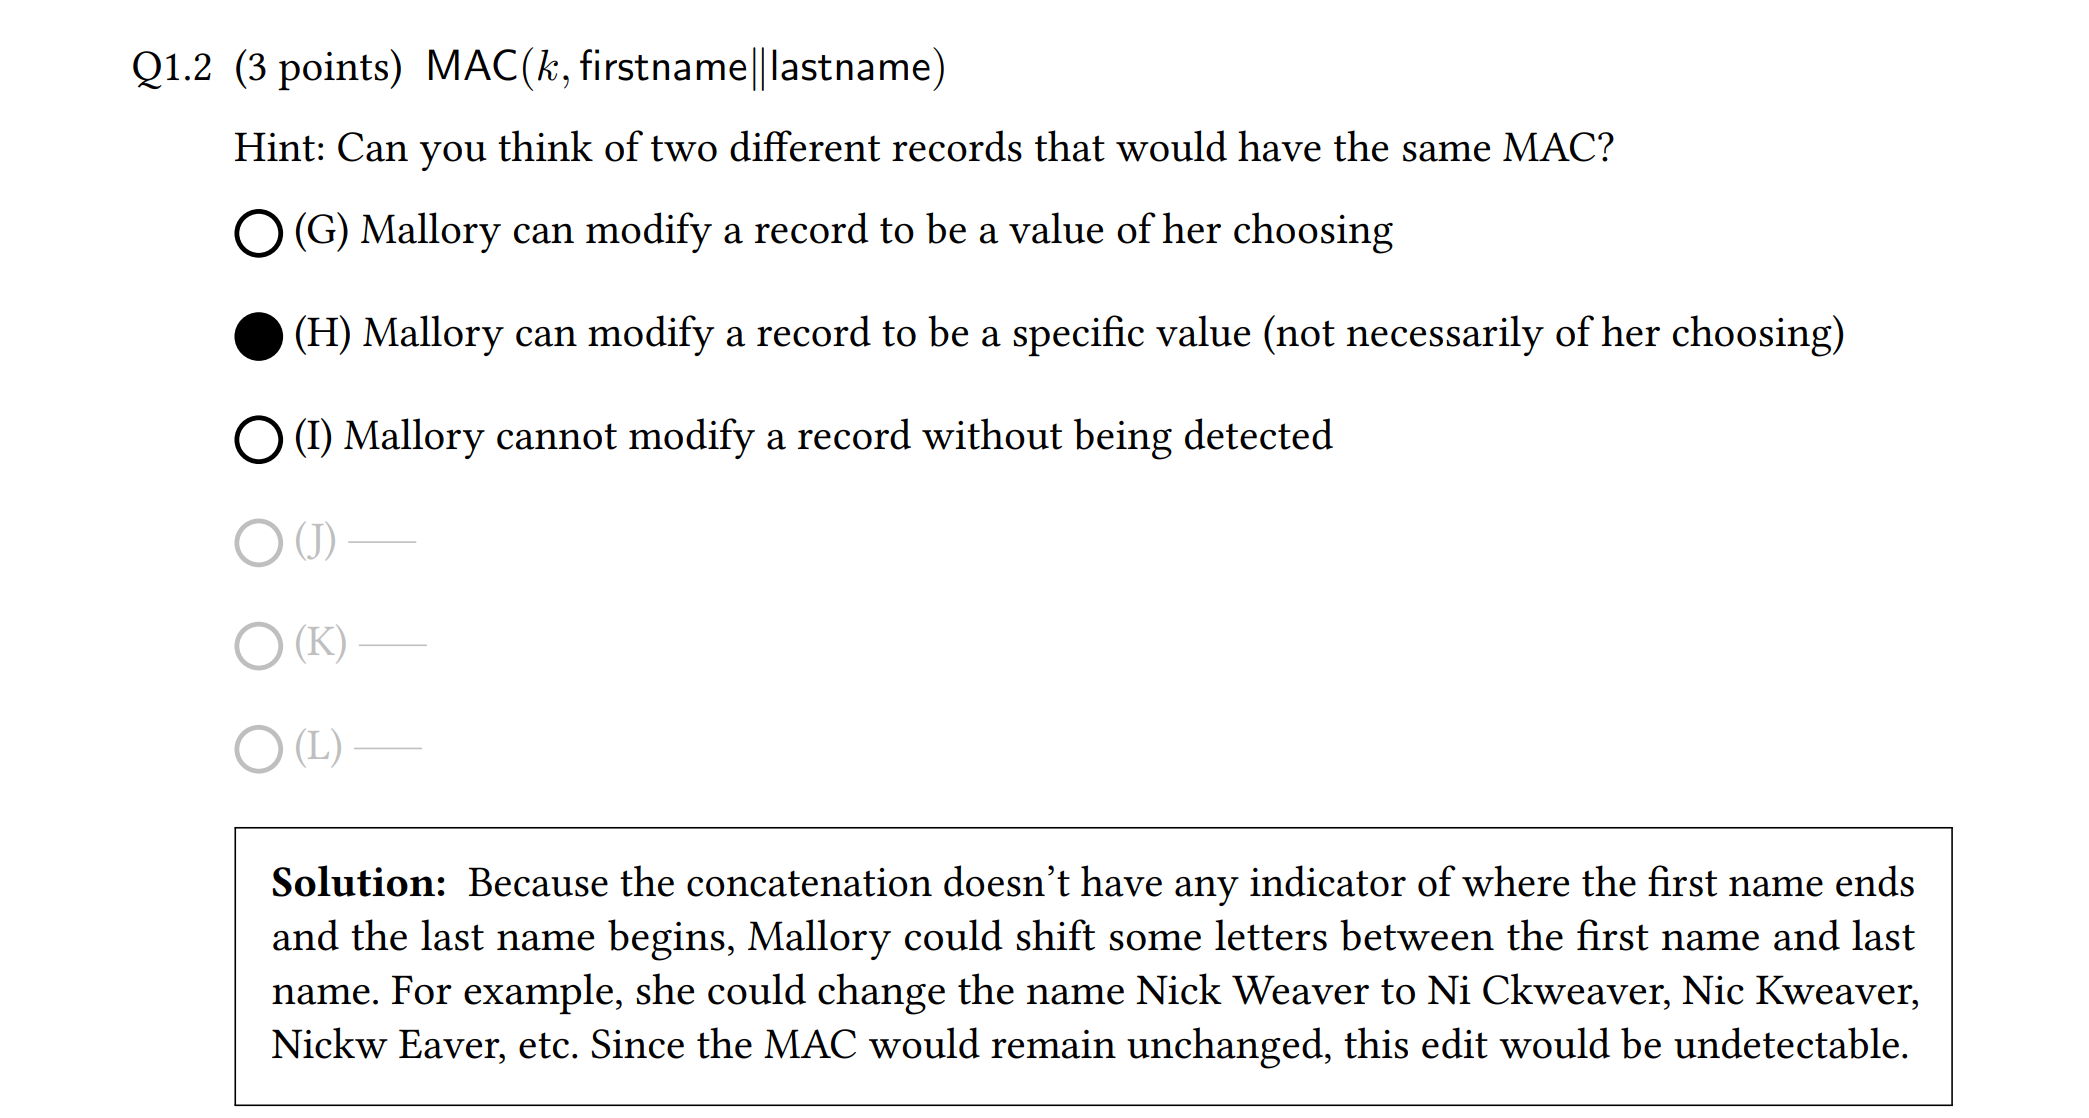 Q1.2 (3 points) MAC(k, firstname||lastname)
Hint: Can you think of two different records that would have the same MAC?
(G) Mallory can modify a record to be a value of her choosing
(H) Mallory can modify a record to be a specific value (not necessarily of her choosing)
(I) Mallory cannot modify a record without being detected
(J) ——
(K) ——
(L) ——
Solution: Because the concatenation doesn’t have any indicator of where the first name ends
and the last name begins, Mallory could shift some letters between the first name and last
name. For example, she could change the name Nick Weaver to Ni Ckweaver, Nic Kweaver,
Nickw Eaver, etc. Since the MAC would remain unchanged, this edit would be undetectable.